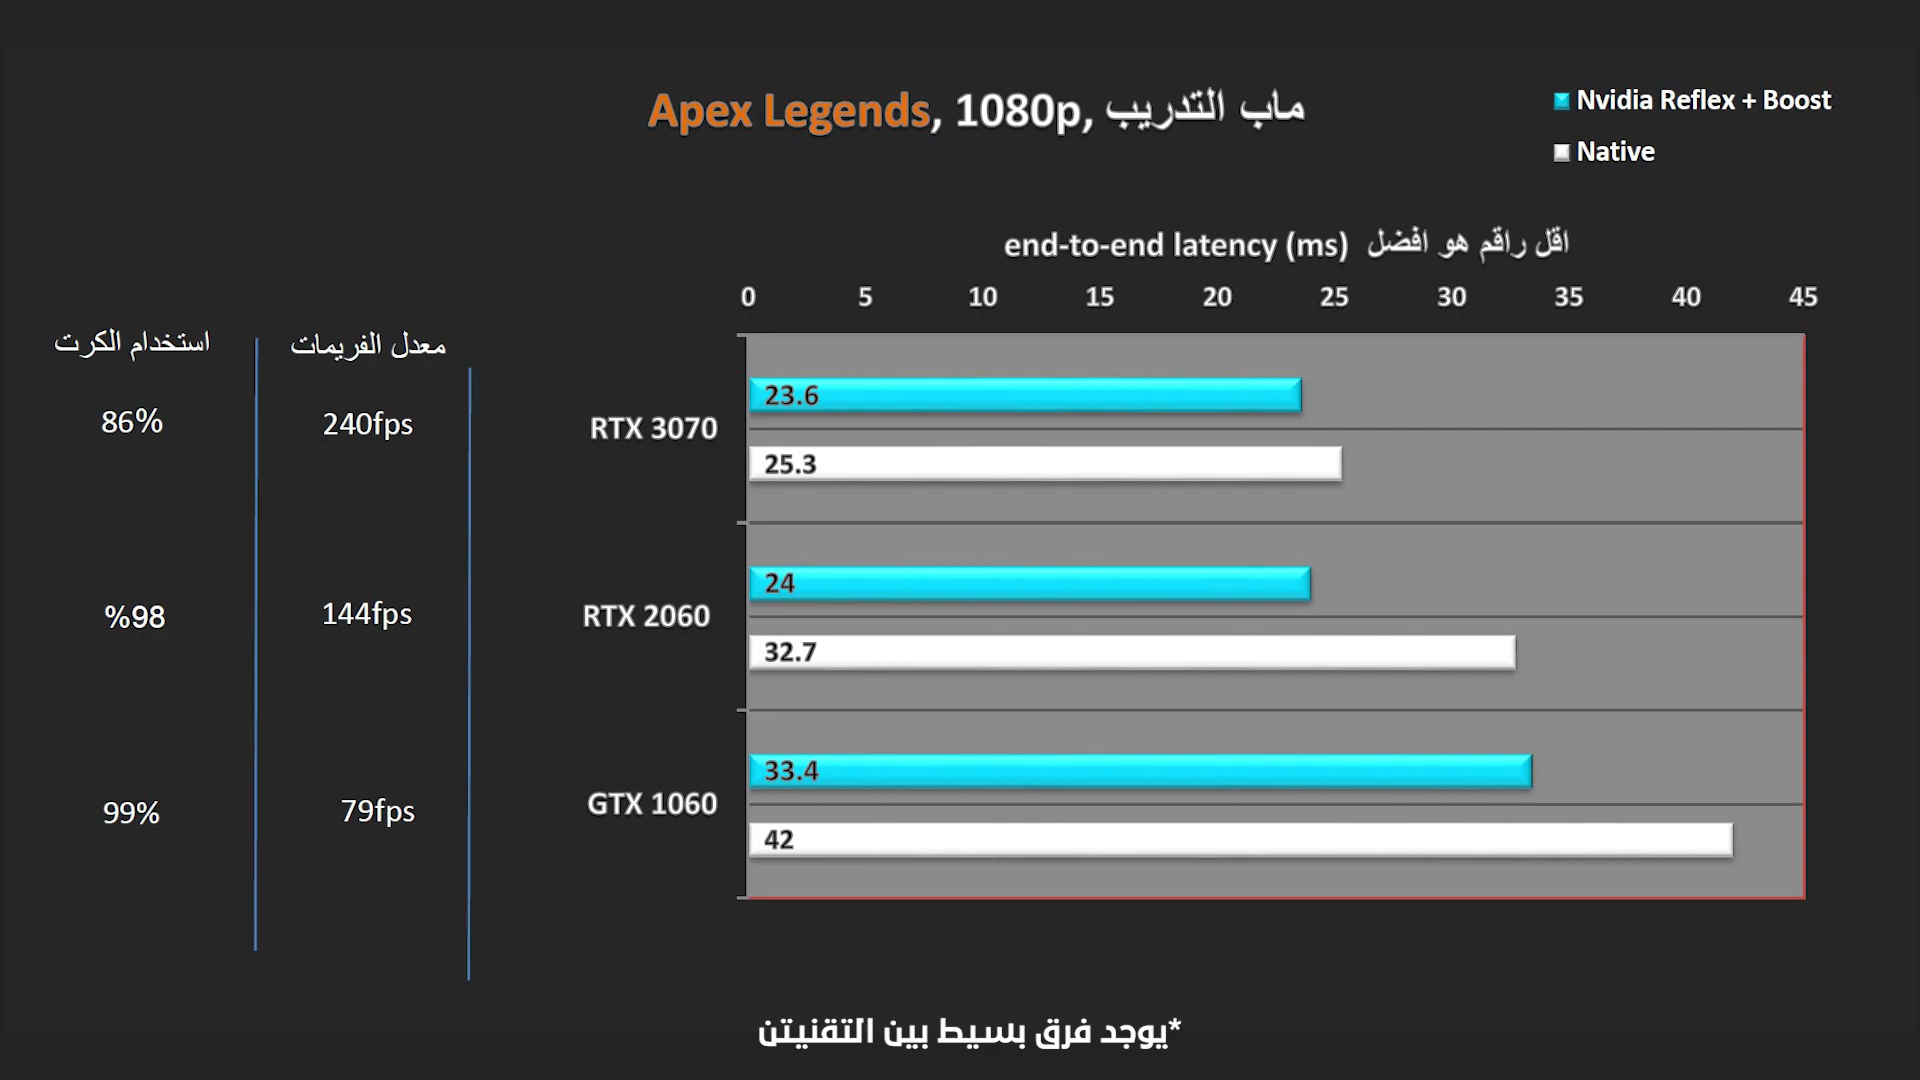 Apex Legends, 1080p, ماب التدريب
Nvidia Reflex + Boost
Native
end-to-end latency (ms) اقل راقم هو افضل
0 5 10 15 20 25 30 35 40 45
استخدام الكرت
معدل الفريمات
86%
240fps
RTX 3070
23.6
25.3
%98
144fps
RTX 2060
24
32.7
99%
79fps
GTX 1060
33.4
42
*يوجد فرق بسيط بين التقنيتن